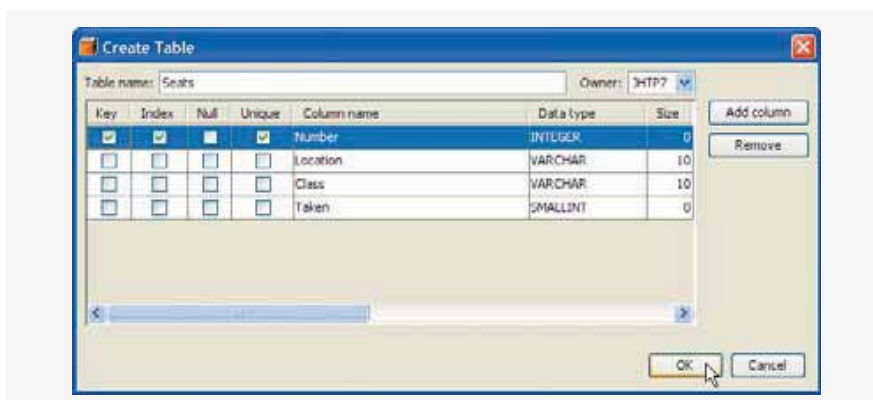 Create Table
Table name: Seats Owner: JHTP7
Key Index Null Unique Column name Data type Size Add column
Number INTEGER 0 Remove
Location VARCHAR 10
Class VARCHAR 10
Taken SMALLINT 0
OK Cancel